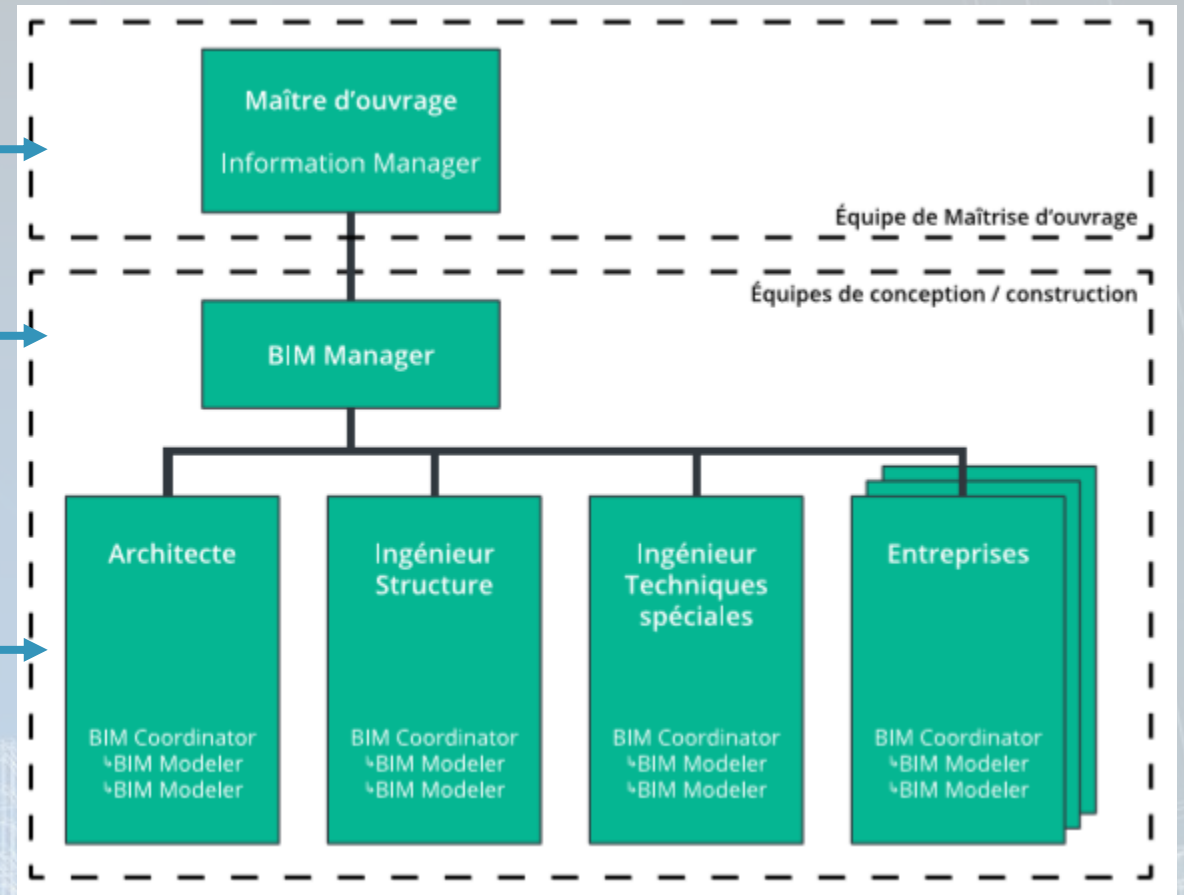 Maître d'ouvrage
Information Manager
Équipe de Maîtrise d'ouvrage
Équipes de conception / construction
BIM Manager
Architecte
BIM Coordinator
↳BIM Modeler
↳BIM Modeler
Ingénieur
Structure
BIM Coordinator
↳BIM Modeler
↳BIM Modeler
Ingénieur
Techniques
spéciales
BIM Coordinator
↳BIM Modeler
↳BIM Modeler
Entreprises
BIM Coordinator
↳BIM Modeler
↳BIM Modeler